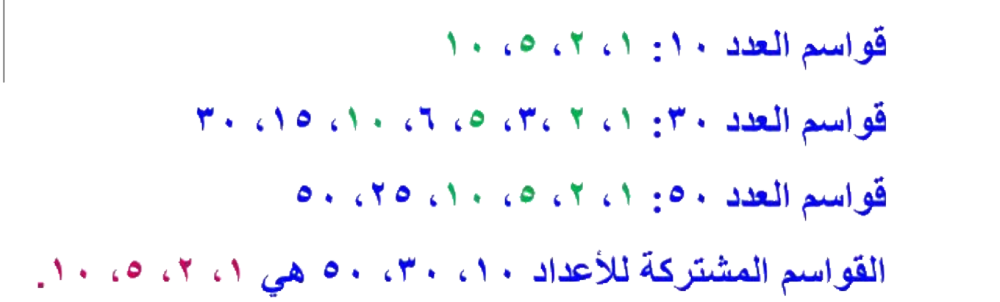 قواسم العدد ١٠: ١، ٢، ٥، ١٠
قواسم العدد ٣٠: ١، ٢ ،٣، ٥، ٦، ١٠، ١٥، ٣٠
قواسم العدد ٥٠: ١، ٢، ٥، ١٠، ٢٥، ٥٠
القواسم المشتركة للأعداد ١٠، ٣٠، ٥٠ هي ١، ٢، ٥، ١٠.